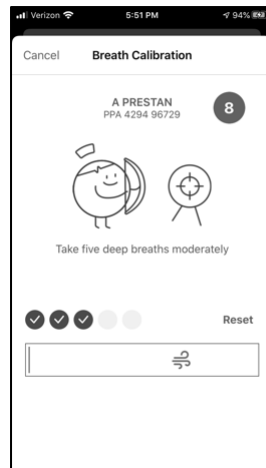 Verizon 5:51 PM 94%
Cancel Breath Calibration
A PRESTAN 8
PPA 4294 96729
Take five deep breaths moderately
Reset